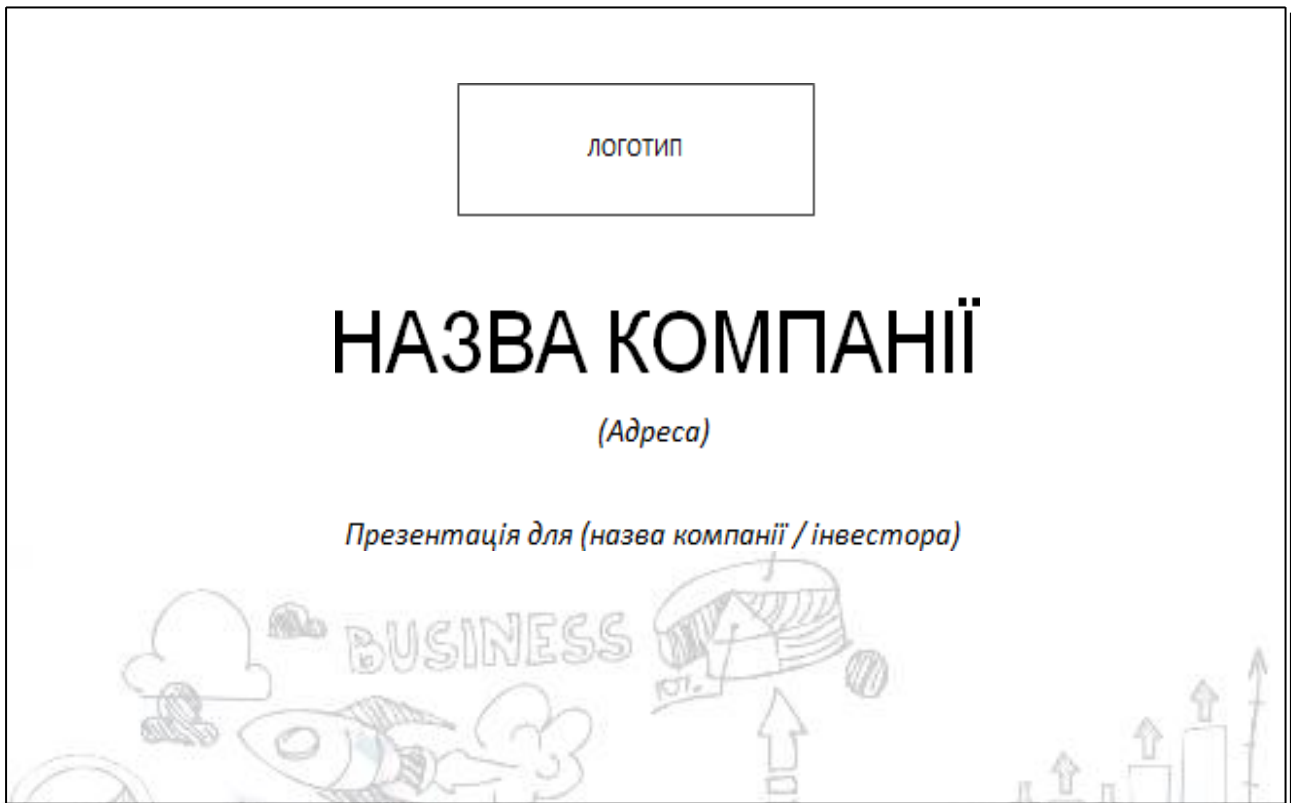 ЛОГОТИП
НАЗВА КОМПАНІЇ
(Адреса)
Презентація для (назва компанії / інвестора)
BUSINESS